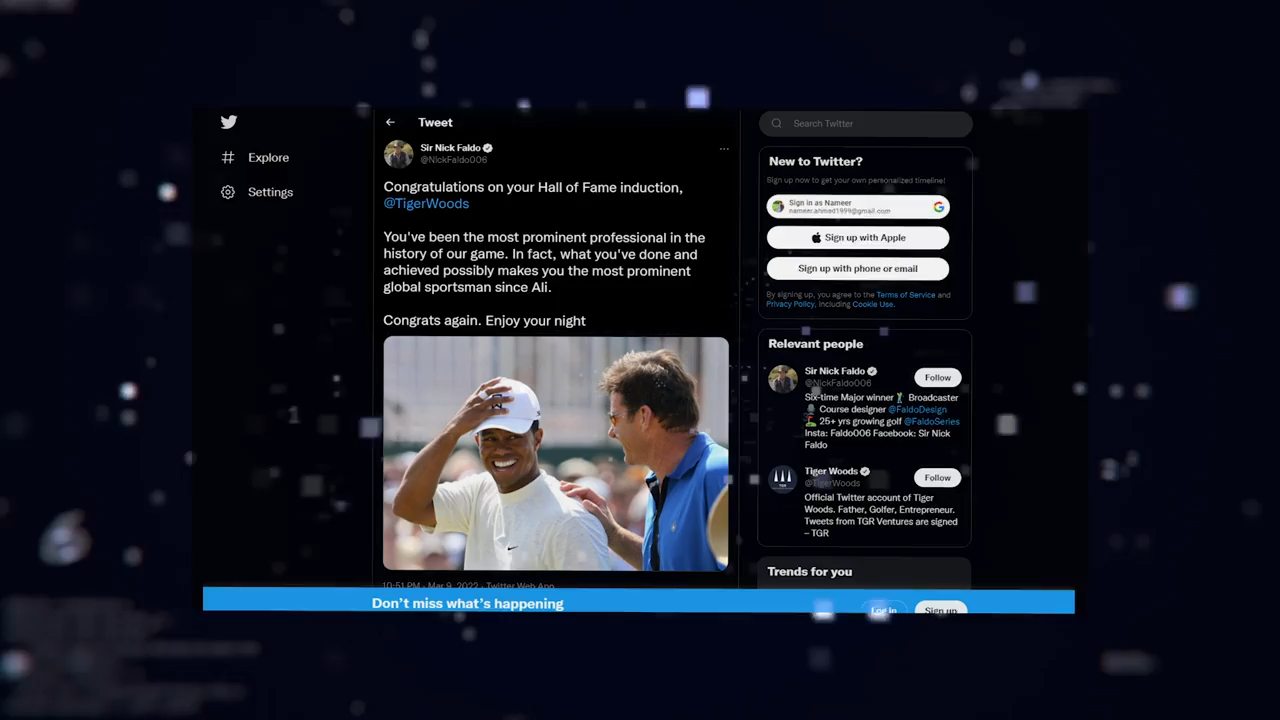 Tweet
Explore
Settings
Sir Nick Faldo
@NickFaldo006
Congratulations on your Hall of Fame induction,
@TigerWoods
You've been the most prominent professional in the
history of our game. In fact, what you've done and
achieved possibly makes you the most prominent
global sportsman since Ali.
Congrats again. Enjoy your night
10:51 PM · Mar 9, 2022 · Twitter Web App
Search Twitter
New to Twitter?
Sign up now to get your own personalized timeline!
Sign in as Nameer
nameer.ahmed1999@gmail.com
Sign up with Apple
Sign up with phone or email
By signing up, you agree to the Terms of Service and
Privacy Policy, including Cookie Use.
Relevant people
Sir Nick Faldo
@NickFaldo006
Follow
Six-time Major winner Broadcaster
Course designer @FaldoDesign
25+ yrs growing golf @FaldoSeries
Insta: Faldo006 Facebook: Sir Nick
Faldo
Tiger Woods
@TigerWoods
Follow
TGR
Official Twitter account of Tiger
Woods. Father, Golfer, Entrepreneur.
Tweets from TGR Ventures are signed
– TGR
Trends for you
Don't miss what's happening
Log in
Sign up
1
6